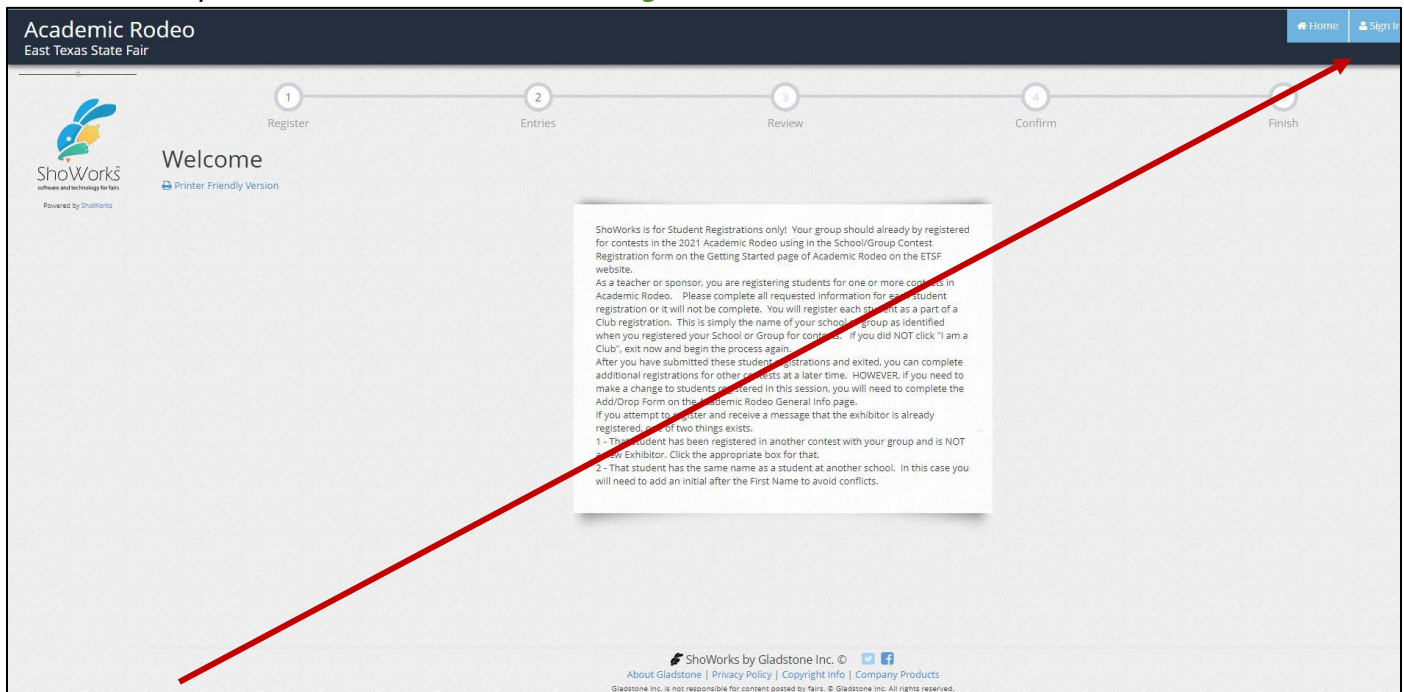 Academic Rodeo
East Texas State Fair
Home
Sign In
1
2
3
4
Register
Entries
Review
Confirm
Finish
ShoWorks
software and technology for fairs
Powered by ShoWorks
Welcome
Printer Friendly Version
ShoWorks is for Student Registrations only! Your group should already by registered
for contests in the 2021 Academic Rodeo using in the School/Group Contest
Registration form on the Getting Started page of Academic Rodeo on the ETSF
website.
As a teacher or sponsor, you are registering students for one or more contests in
Academic Rodeo. Please complete all requested information for each student
registration or it will not be complete. You will register each student as a part of a
Club registration. This is simply the name of your school or group as identified
when you registered your School or Group for contests. If you did NOT click "I am a
Club", exit now and begin the process again.
After you have submitted these student registrations and exited, you can complete
additional registrations for other contests at a later time. HOWEVER, if you need to
make a change to students registered in this session, you will need to complete the
Add/Drop Form on the Academic Rodeo General Info page.
If you attempt to register and receive a message that the exhibitor is already
registered, one of two things exists.
1 - That student has been registered in another contest with your group and is NOT
a new Exhibitor. Click the appropriate box for that.
2 - That student has the same name as a student at another school. In this case you
will need to add an initial after the First Name to avoid conflicts.
ShoWorks by Gladstone Inc. ©
About Gladstone | Privacy Policy | Copyright Info | Company Products
Gladstone Inc. is not responsible for content posted by fairs. © Gladstone Inc. All rights reserved.